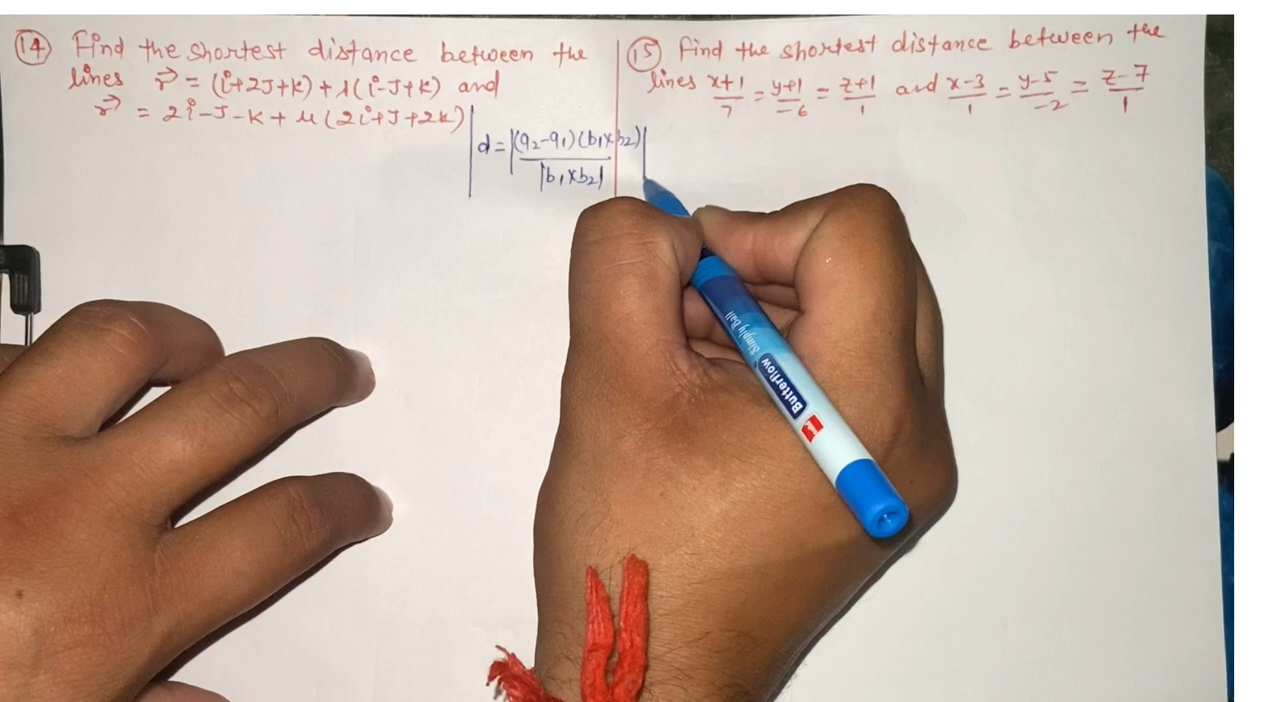 14 Find the shortest distance between the
lines r⃗ = (i+2J+K) + λ(i-J+K) and
r⃗ = 2i-J-K + μ(2i+J+2K)
d = |(a2-a1)(b1×b2)|
|b1×b2|
15 Find the shortest distance between the
lines x+1/7 = y+1/-6 = z+1/1 and x-3/1 = y-5/-2 = z-7/1
Simply Ball
Butterflow